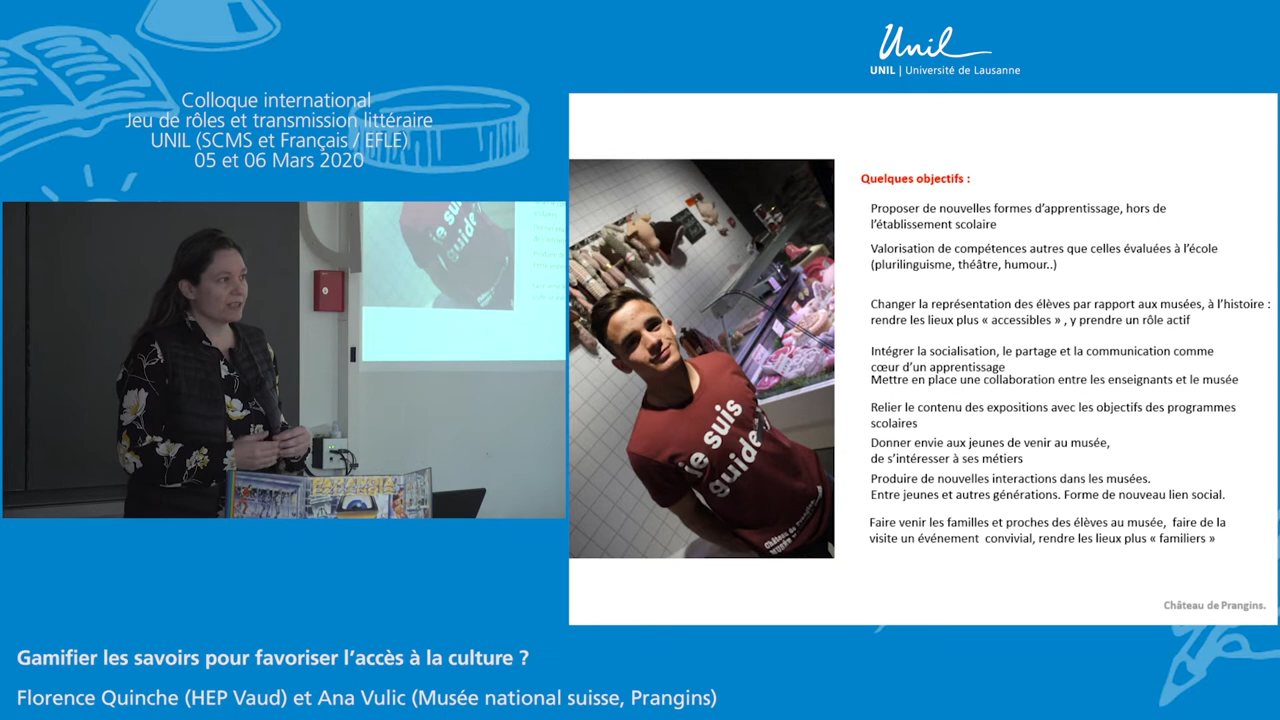 Unil
UNIL | Université de Lausanne
Colloque international
Jeu de rôles et transmission littéraire
UNIL (SCMS et Français / EFLE)
05 et 06 Mars 2020
je suis
guide
je suis
guide
Château de Prangins
Quelques objectifs :
Proposer de nouvelles formes d'apprentissage, hors de
l'établissement scolaire
Valorisation de compétences autres que celles évaluées à l'école
(plurilinguisme, théâtre, humour..)
Changer la représentation des élèves par rapport aux musées, à l'histoire :
rendre les lieux plus « accessibles » , y prendre un rôle actif
Intégrer la socialisation, le partage et la communication comme
cœur d'un apprentissage
Mettre en place une collaboration entre les enseignants et le musée
Relier le contenu des expositions avec les objectifs des programmes
scolaires
Donner envie aux jeunes de venir au musée,
de s'intéresser à ses métiers
Produire de nouvelles interactions dans les musées.
Entre jeunes et autres générations. Forme de nouveau lien social.
Faire venir les familles et proches des élèves au musée, faire de la
visite un événement convivial, rendre les lieux plus « familiers »
Château de Prangins.
Gamifier les savoirs pour favoriser l'accès à la culture ?
Florence Quinche (HEP Vaud) et Ana Vulic (Musée national suisse, Prangins)